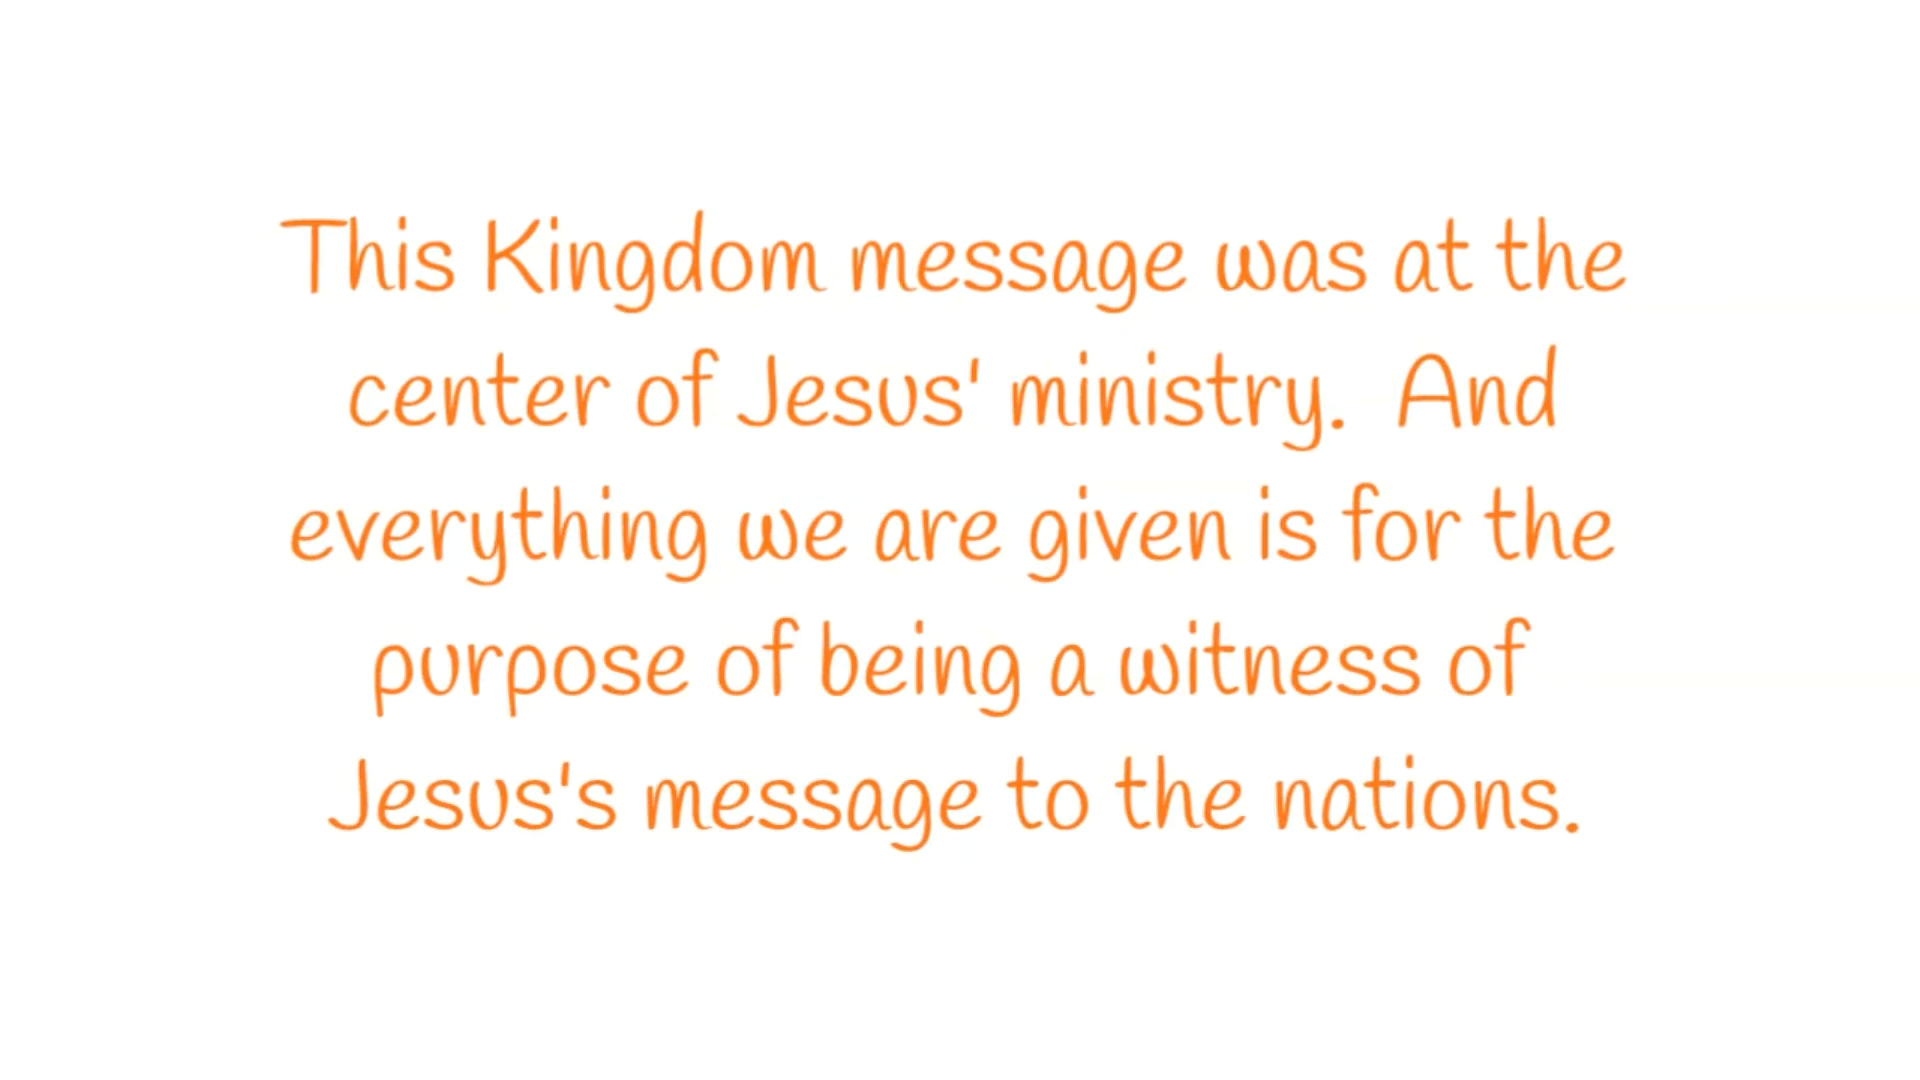 This Kingdom message was at the
center of Jesus' ministry.  And
everything we are given is for the
purpose of being a witness of
Jesus's message to the nations.